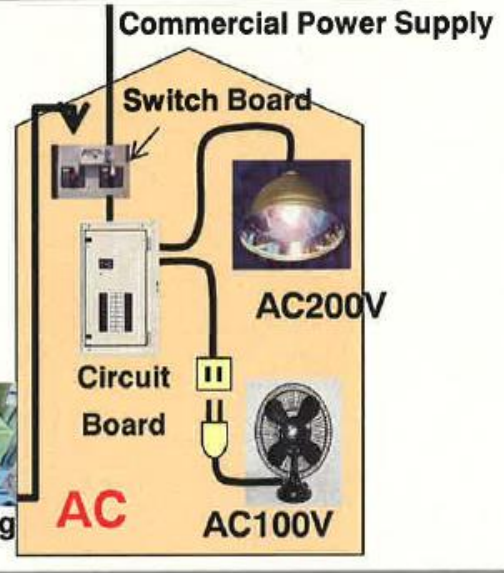 Commercial Power Supply
Switch Board
AC200V
Circuit
Board
AC
AC100V